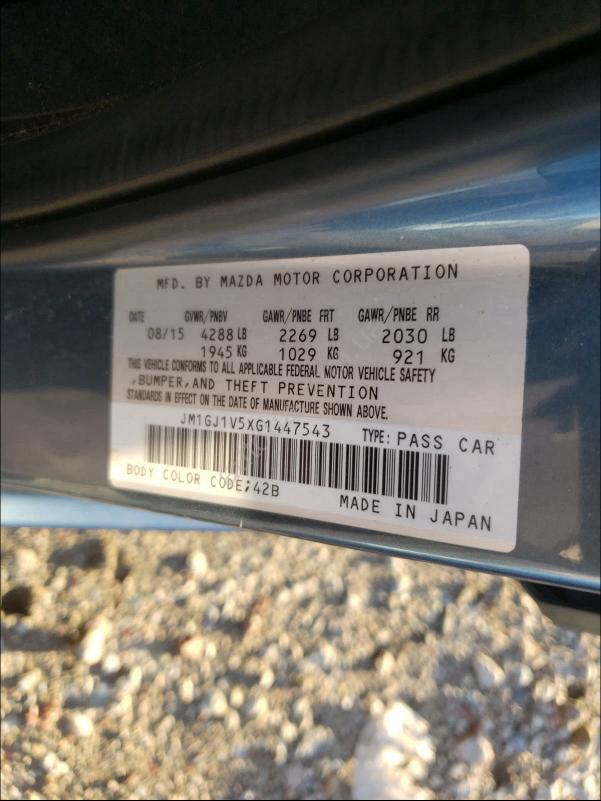 MFD. BY MAZDA MOTOR CORPORATION
DATE GVWR/PNBV GAWR/PNBE FRT GAWR/PNBE RR
08/15 4288 LB 2269 LB 2030 LB
1945 KG 1029 KG 921 KG
THIS VEHICLE CONFORMS TO ALL APPLICABLE FEDERAL MOTOR VEHICLE SAFETY
,BUMPER,AND THEFT PREVENTION
STANDARDS IN EFFECT ON THE DATE OF MANUFACTURE SHOWN ABOVE.
JM1GJ1V5XG1447543 TYPE: PASS CAR
BODY COLOR CODE;42B MADE IN JAPAN